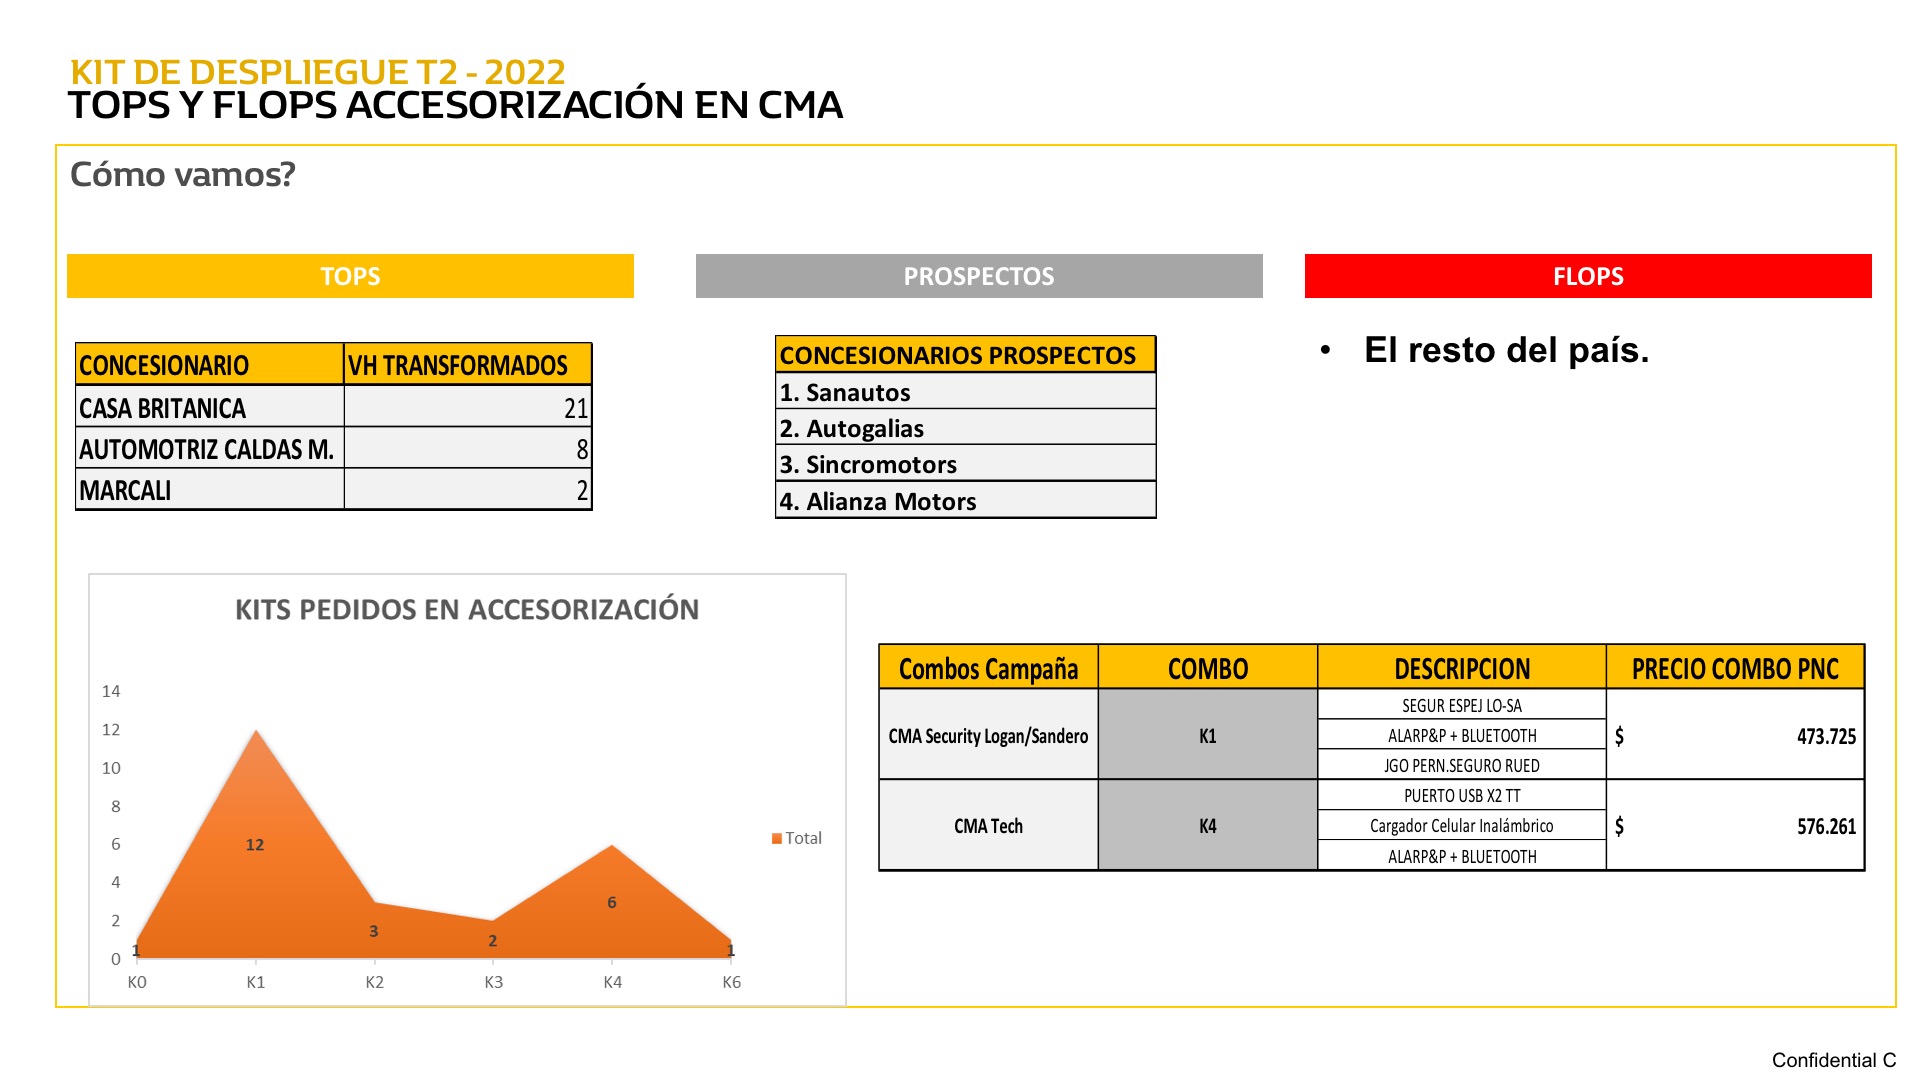 KIT DE DESPLIEGUE T2 - 2022
TOPS Y FLOPS ACCESORIZACIÓN EN CMA
Cómo vamos?
TOPS
PROSPECTOS
FLOPS
CONCESIONARIO VH TRANSFORMADOS
CASA BRITANICA 21
AUTOMOTRIZ CALDAS M. 8
MARCALI 2
CONCESIONARIOS PROSPECTOS
1. Sanautos
2. Autogalias
3. Sincromotors
4. Alianza Motors
• El resto del país.
KITS PEDIDOS EN ACCESORIZACIÓN
14
12
10
8
6
4
2
0
1
12
3
2
6
1
K0 K1 K2 K3 K4 K6
Total
Combos Campaña COMBO DESCRIPCION PRECIO COMBO PNC
CMA Security Logan/Sandero K1
SEGUR ESPEJ LO-SA
ALARP&P + BLUETOOTH
JGO PERN.SEGURO RUED
$ 473.725
CMA Tech K4
PUERTO USB X2 TT
Cargador Celular Inalámbrico
ALARP&P + BLUETOOTH
$ 576.261
Confidential C